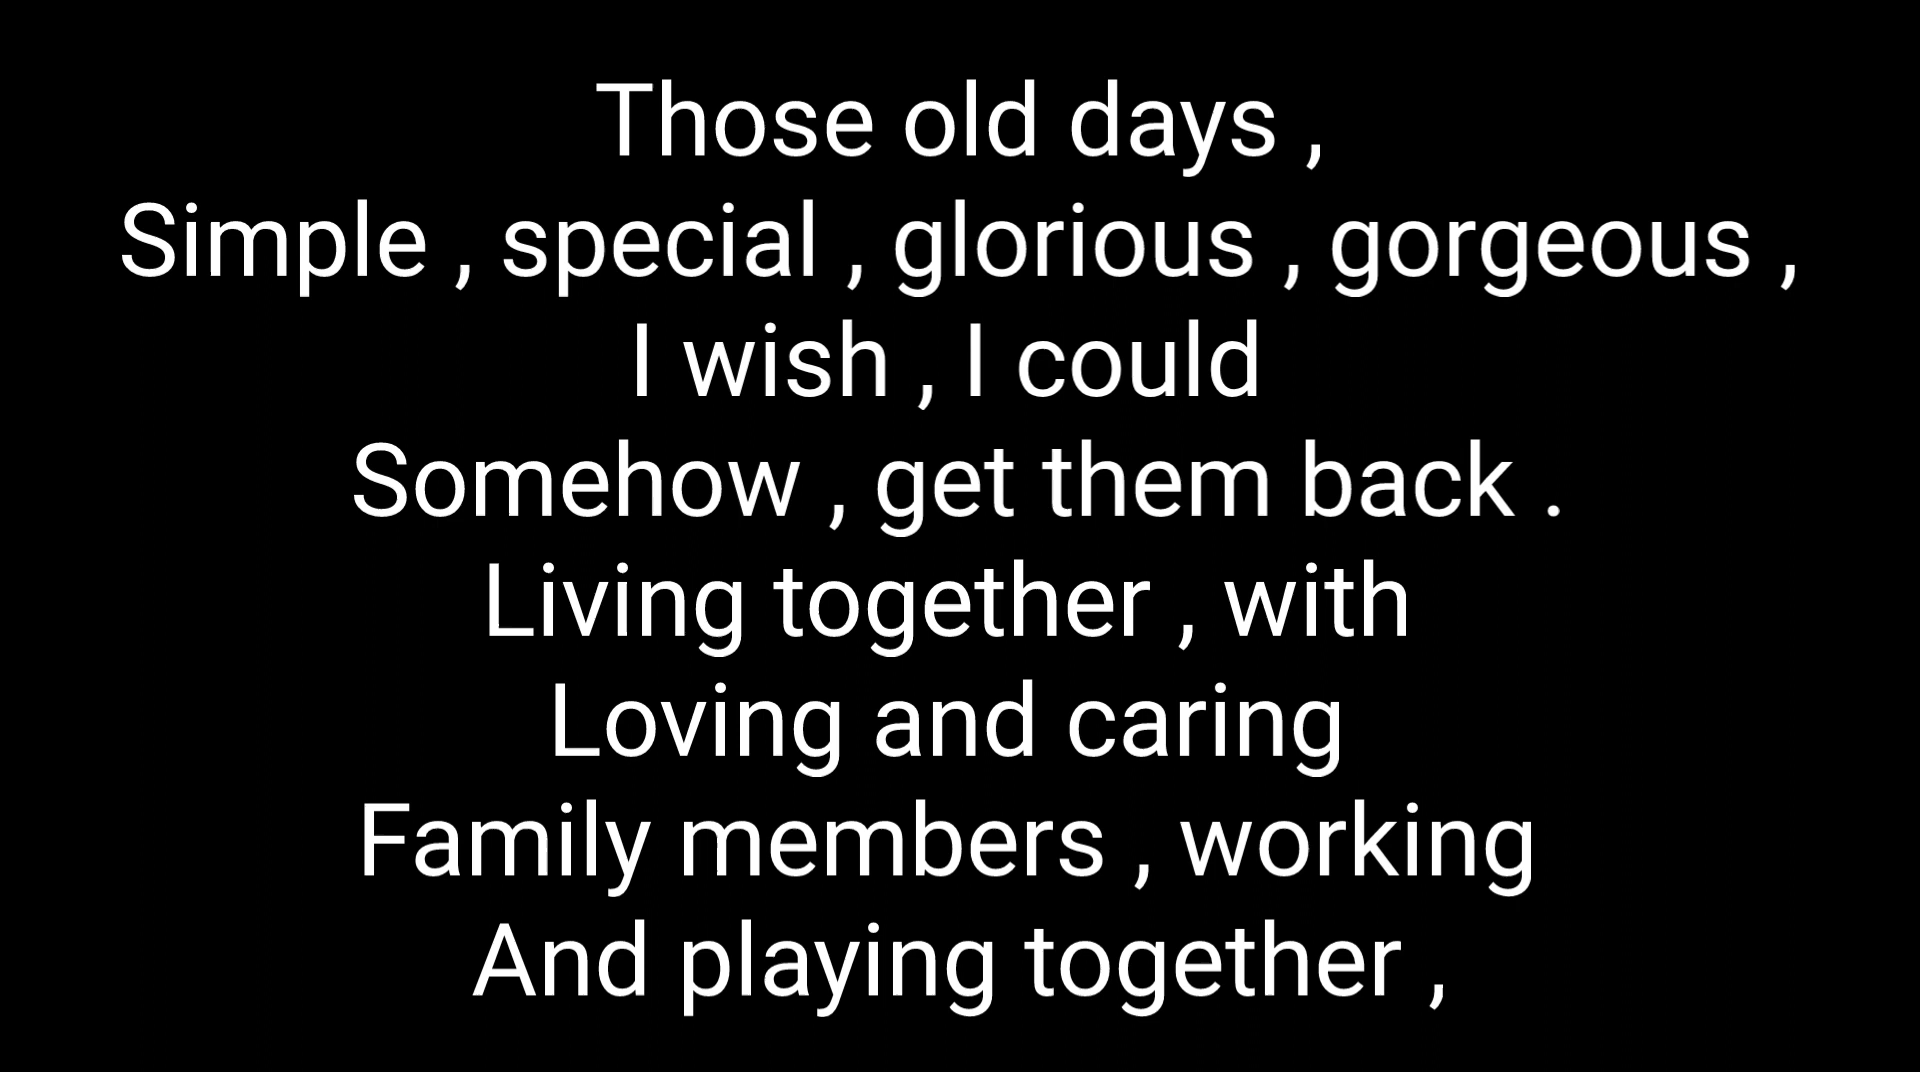 Those old days ,
Simple , special , glorious , gorgeous ,
I wish , I could
Somehow , get them back .
Living together , with
Loving and caring
Family members , working
And playing together ,